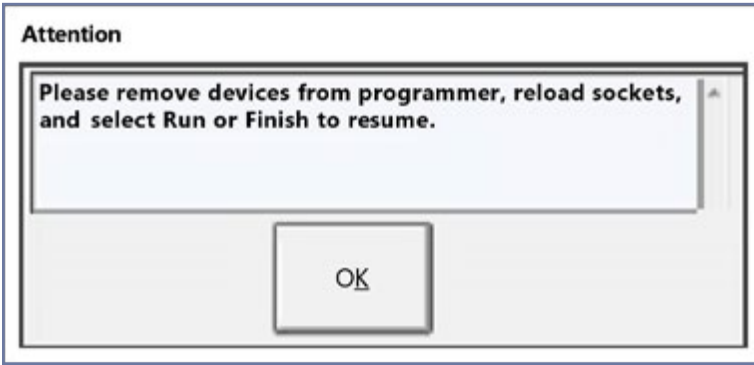 Attention
Please remove devices from programmer, reload sockets,
and select Run or Finish to resume.
OK